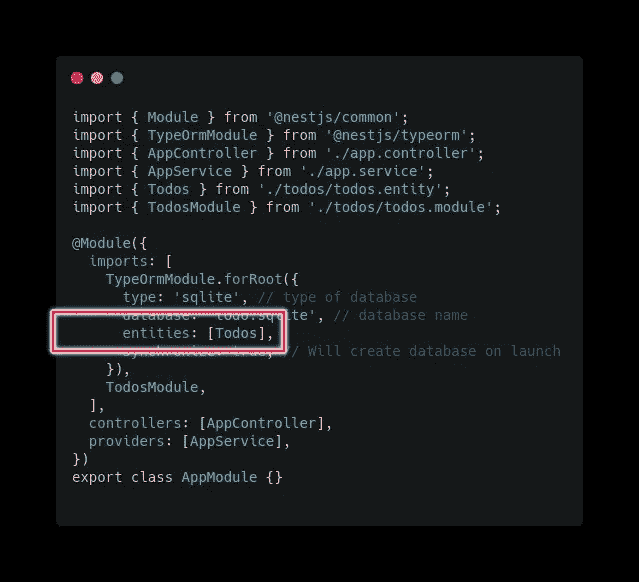 import { Module } from '@nestjs/common';
import { TypeOrmModule } from '@nestjs/typeorm';
import { AppController } from './app.controller';
import { AppService } from './app.service';
import { Todos } from './todos/todos.entity';
import { TodosModule } from './todos/todos.module';
@Module({
imports: [
TypeOrmModule.forRoot({
type: 'sqlite', // type of database
database: 'todo.sqlite', // database name
entities: [Todos],
synchronize: true, // Will create database on launch
}),
TodosModule,
],
controllers: [AppController],
providers: [AppService],
})
export class AppModule {}